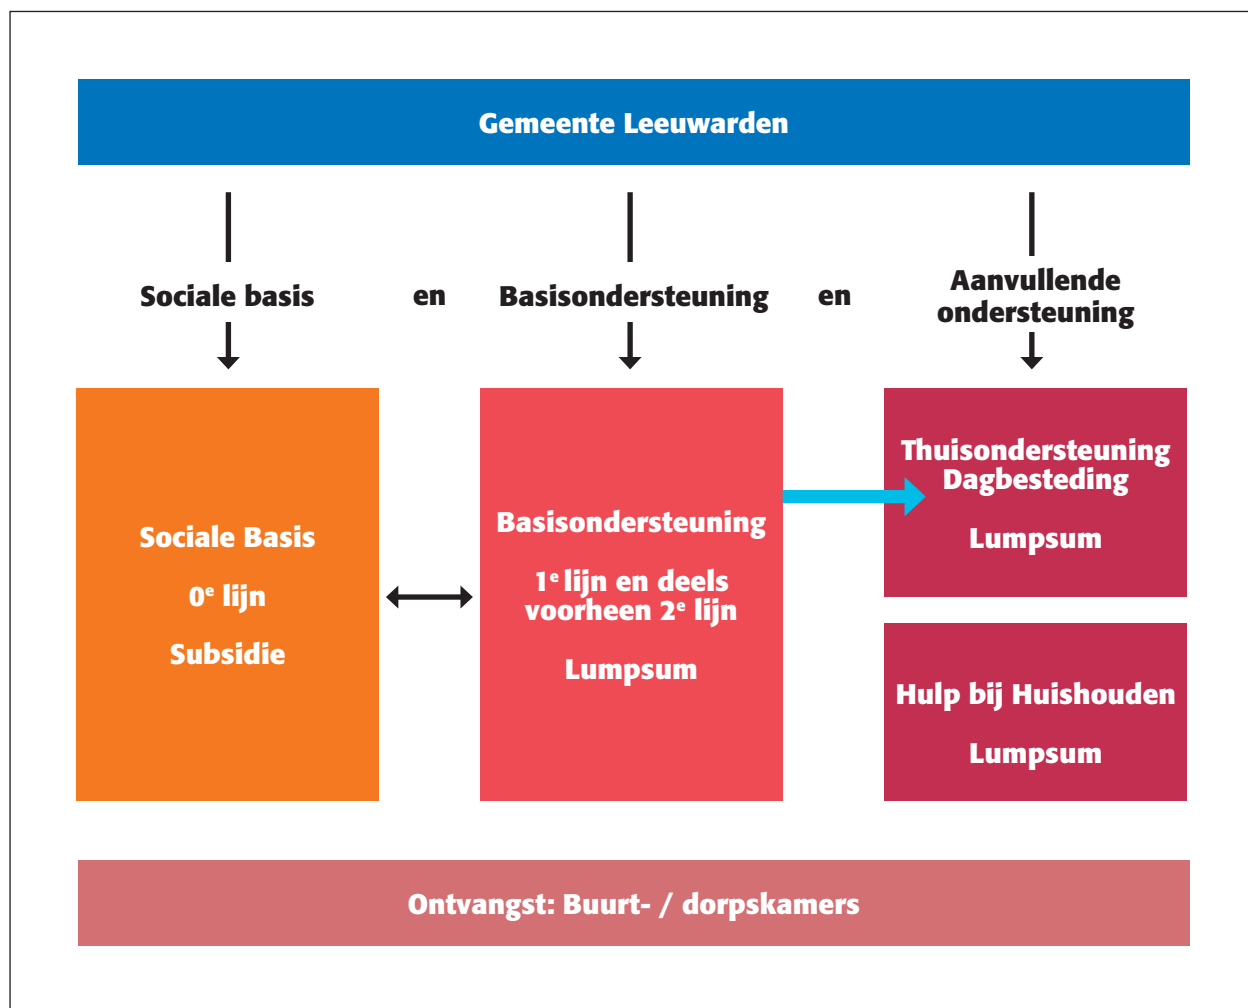 Gemeente Leeuwarden
Sociale basis
en
Basisondersteuning
en
Aanvullende
ondersteuning
Sociale Basis
0e lijn
Subsidie
Basisondersteuning
1e lijn en deels
voorheen 2e lijn
Lumpsum
Thuisondersteuning
Dagbesteding
Lumpsum
Hulp bij Huishouden
Lumpsum
Ontvangst: Buurt- / dorpskamers